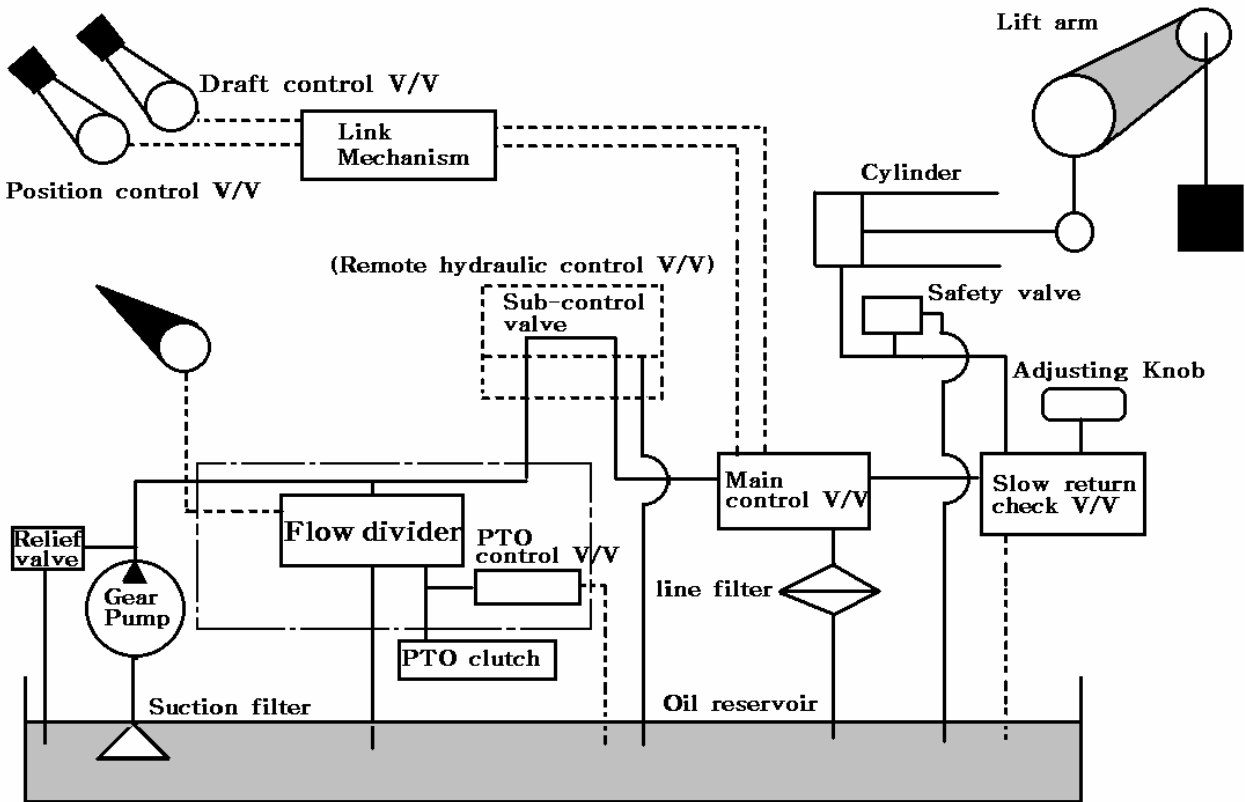 Lift arm
Draft control V/V
Link
Mechanism
Position control V/V
Cylinder
(Remote hydraulic control V/V)
Sub-control
valve
Safety valve
Adjusting Knob
Main
control V/V
Slow return
check V/V
Flow divider
PTO
control V/V
Relief
valve
Gear
Pump
line filter
PTO clutch
Suction filter
Oil reservoir